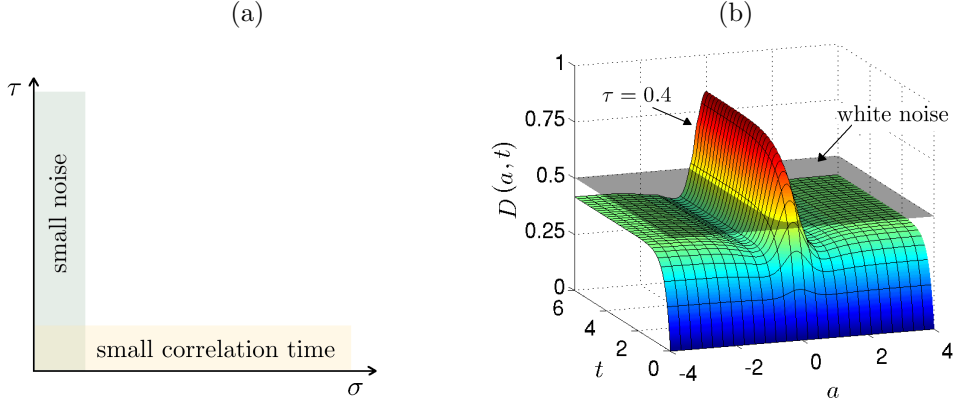 (a)
(b)
τ
small noise
small correlation time
σ
1
0.75
0.5
0.25
0
D (a, t)
τ = 0.4
white noise
6
4
2
0
t
-4
-2
0
2
4
a